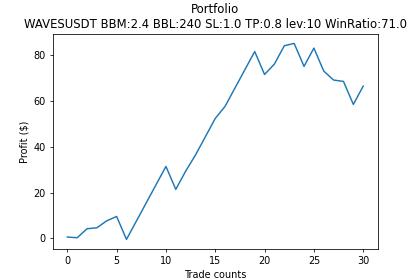 Portfolio
WAVESUSDT BBM:2.4 BBL:240 SL:1.0 TP:0.8 lev:10 WinRatio:71.0
80
60
40
20
0
Profit ($)
0 5 10 15 20 25 30
Trade counts